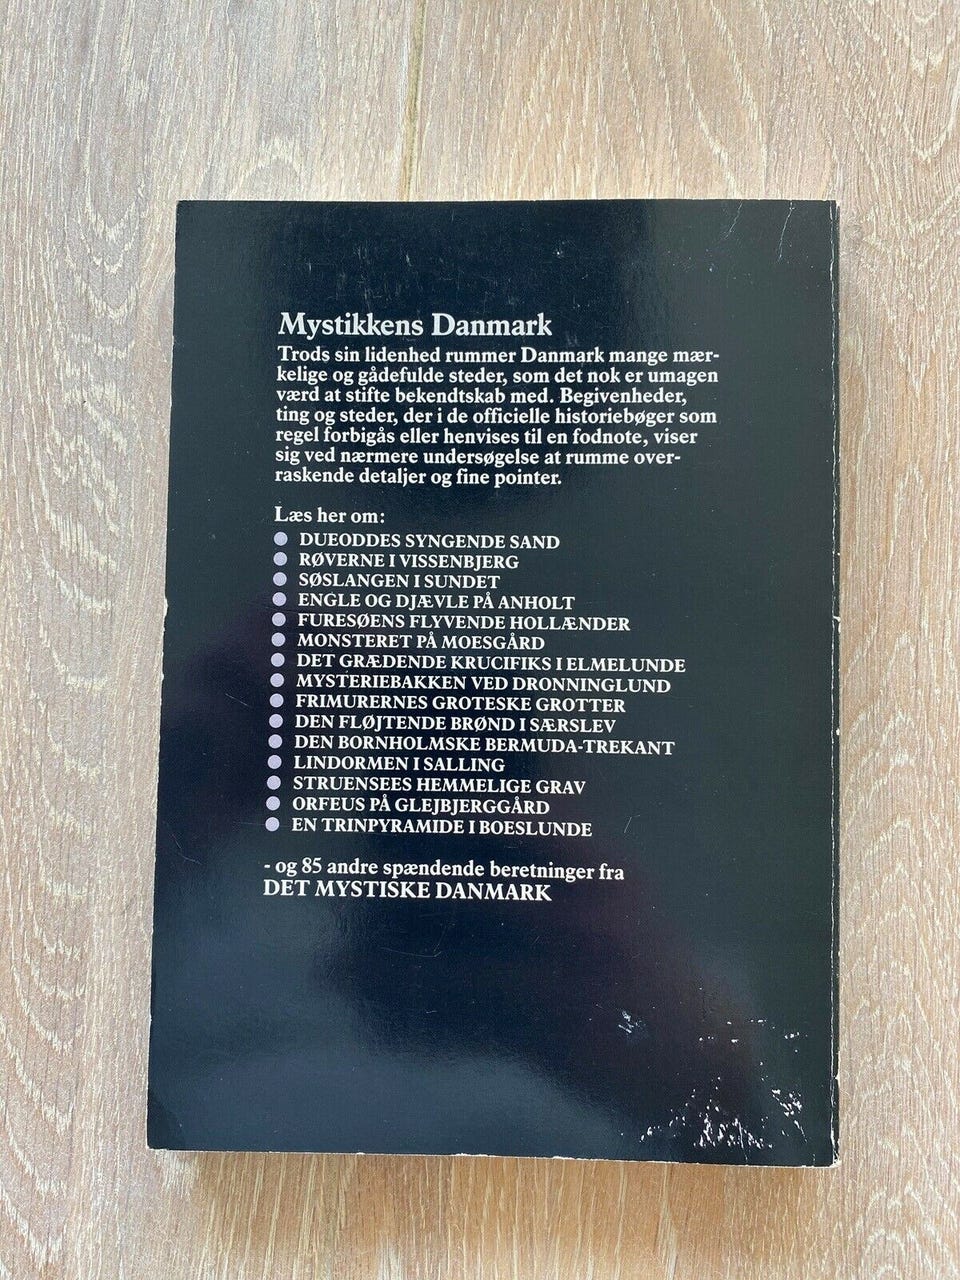 Mystikkens Danmark
Trods sin lidenhed rummer Danmark mange mær-
kelige og gådefulde steder, som det nok er umagen
værd at stifte bekendtskab med. Begivenheder,
ting og steder, der i de officielle historiebøger som
regel forbigås eller henvises til en fodnote, viser
sig ved nærmere undersøgelse at rumme over-
raskende detaljer og fine pointer.
Læs her om:
● DUEODDES SYNGENDE SAND
● RØVERNE I VISSENBJERG
● SØSLANGEN I SUNDET
● ENGLE OG DJÆVLE PÅ ANHOLT
● FURESØENS FLYVENDE HOLLÆNDER
● MONSTERET PÅ MOESGÅRD
● DET GRÆDENDE KRUCIFIKS I ELMELUNDE
● MYSTERIEBAKKEN VED DRONNINGLUND
● FRIMURERNES GROTESKE GROTTER
● DEN FLØJTENDE BRØND I SÆRSLEV
● DEN BORNHOLMSKE BERMUDA-TREKANT
● LINDORMEN I SALLING
● STRUENSEES HEMMELIGE GRAV
● ORFEUS PÅ GLEJBJERGGÅRD
● EN TRINPYRAMIDE I BOESLUNDE
- og 85 andre spændende beretninger fra
DET MYSTISKE DANMARK